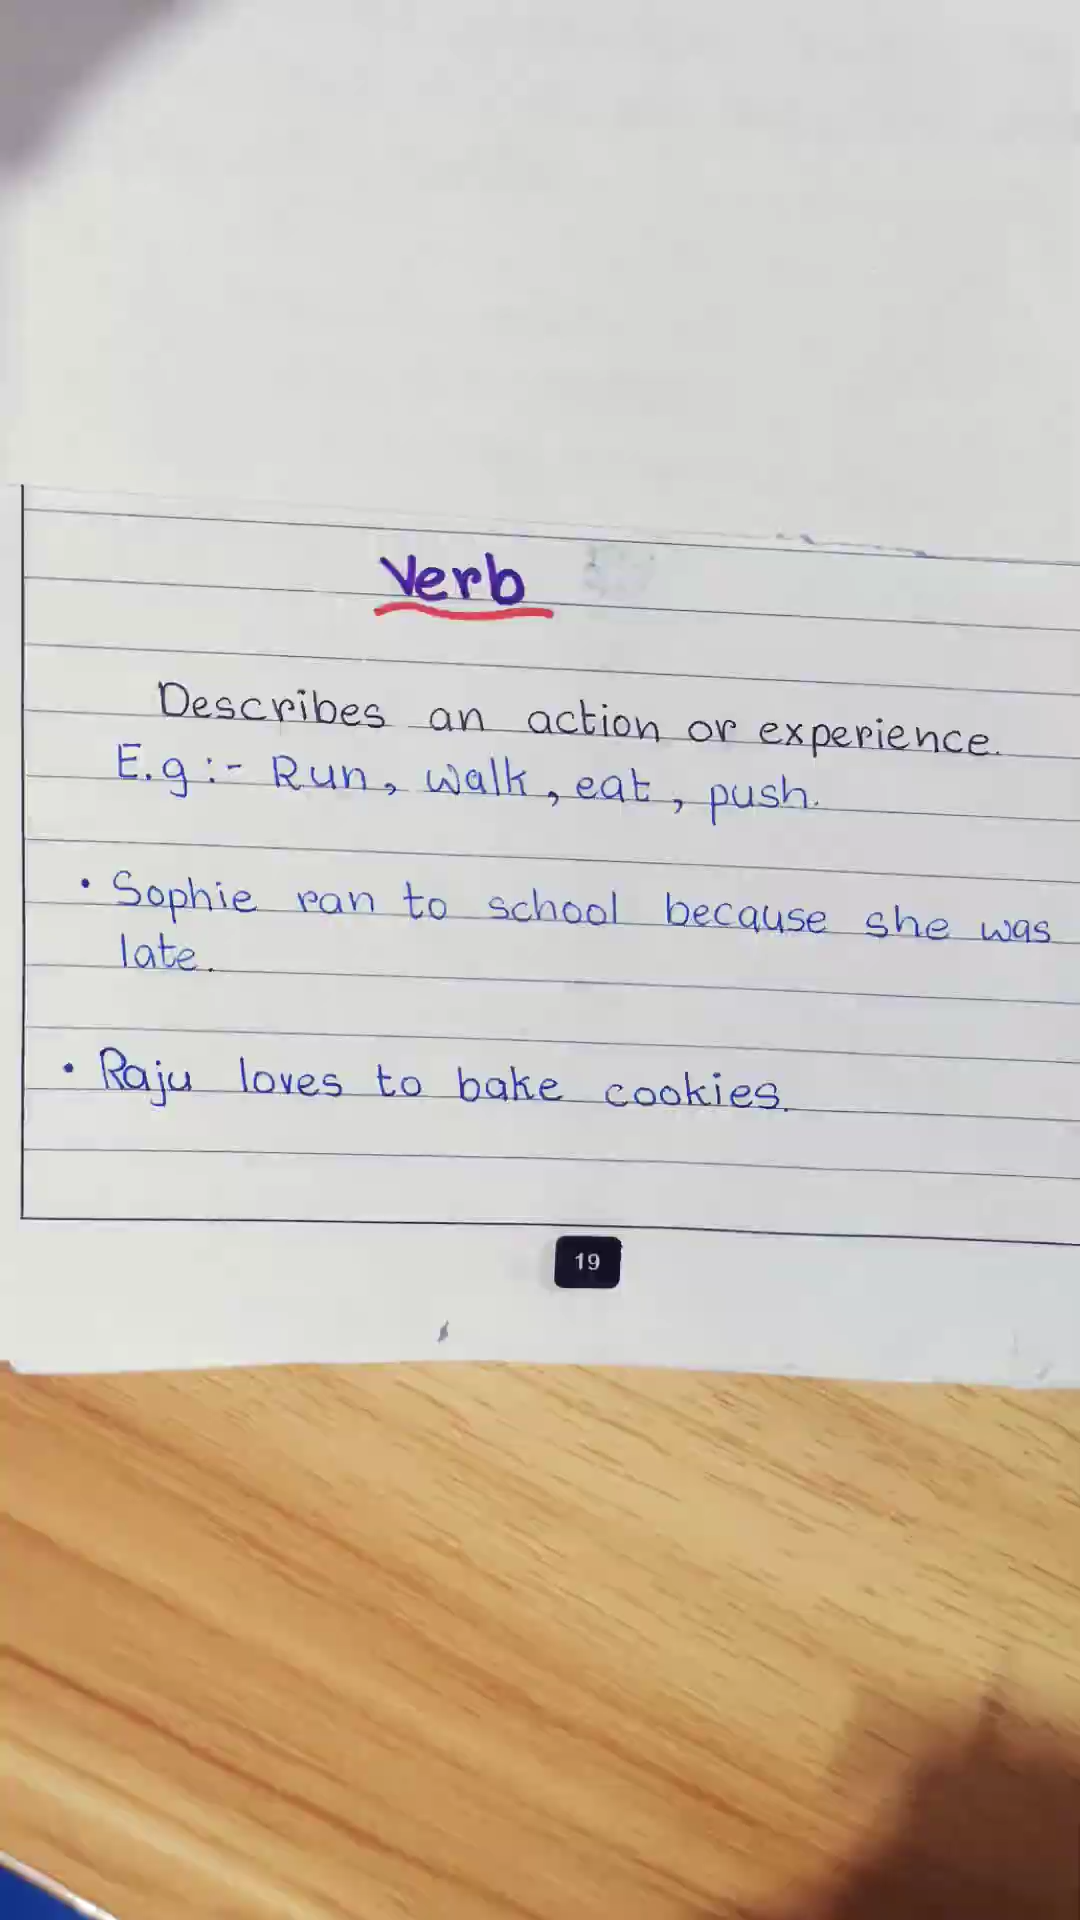 Verb
Describes an action or experience.
E.g :- Run, walk, eat, push.
• Sophie ran to school because she was
late.
• Raju loves to bake cookies.
19